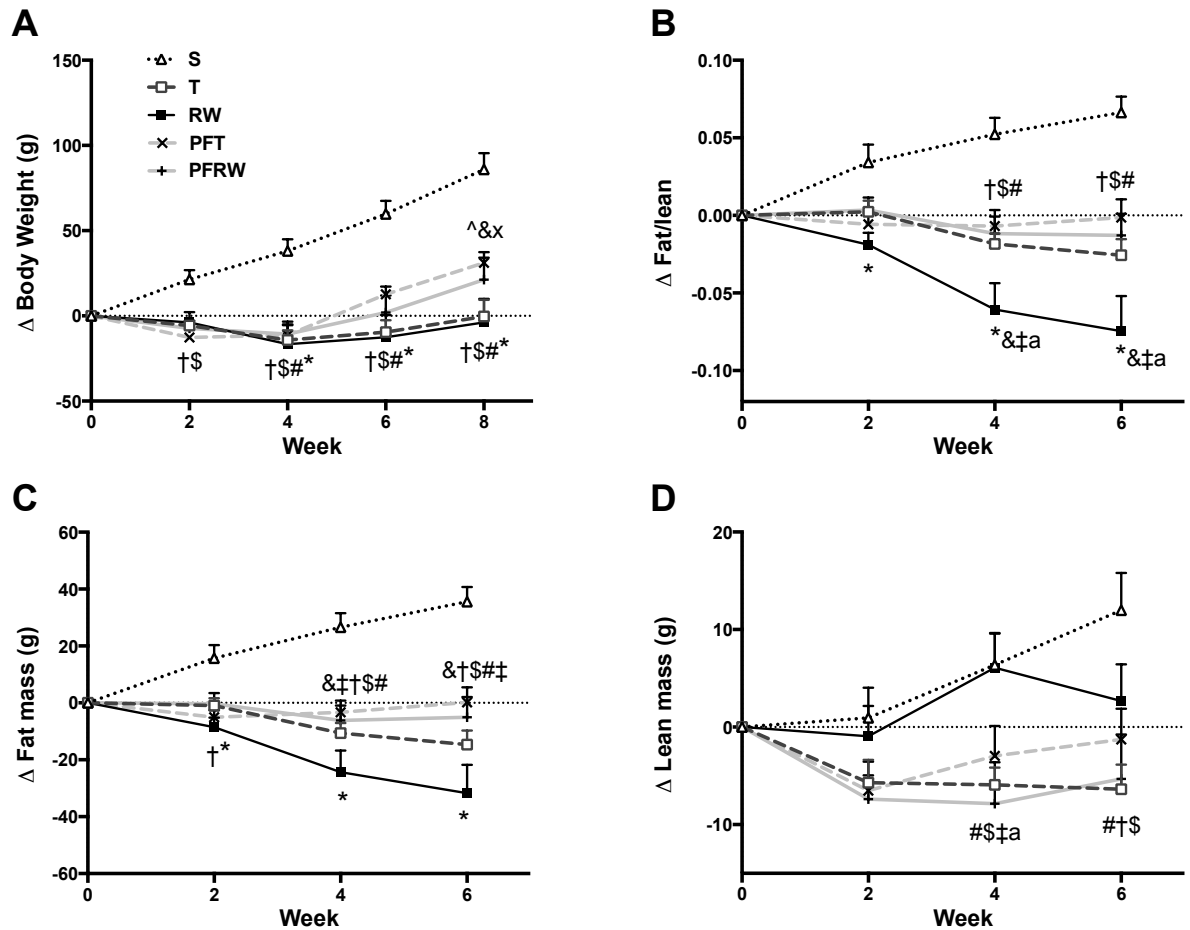 A
Δ Body Weight (g)
150
100
50
0
-50
S
T
RW
PFT
PFRW
^&x
†$
†$#*
†$#*
†$#*
0 2 4 6 8
Week
B
Δ Fat/lean
0.10
0.05
0.00
-0.05
-0.10
†$#
†$#
*
*&‡a
*&‡a
0 2 4 6
Week
C
Δ Fat mass (g)
60
40
20
0
-20
-40
-60
&‡†$#
&†$#‡
†*
*
*
0 2 4 6
Week
D
Δ Lean mass (g)
20
10
0
-10
#$‡a
#†$
0 2 4 6
Week